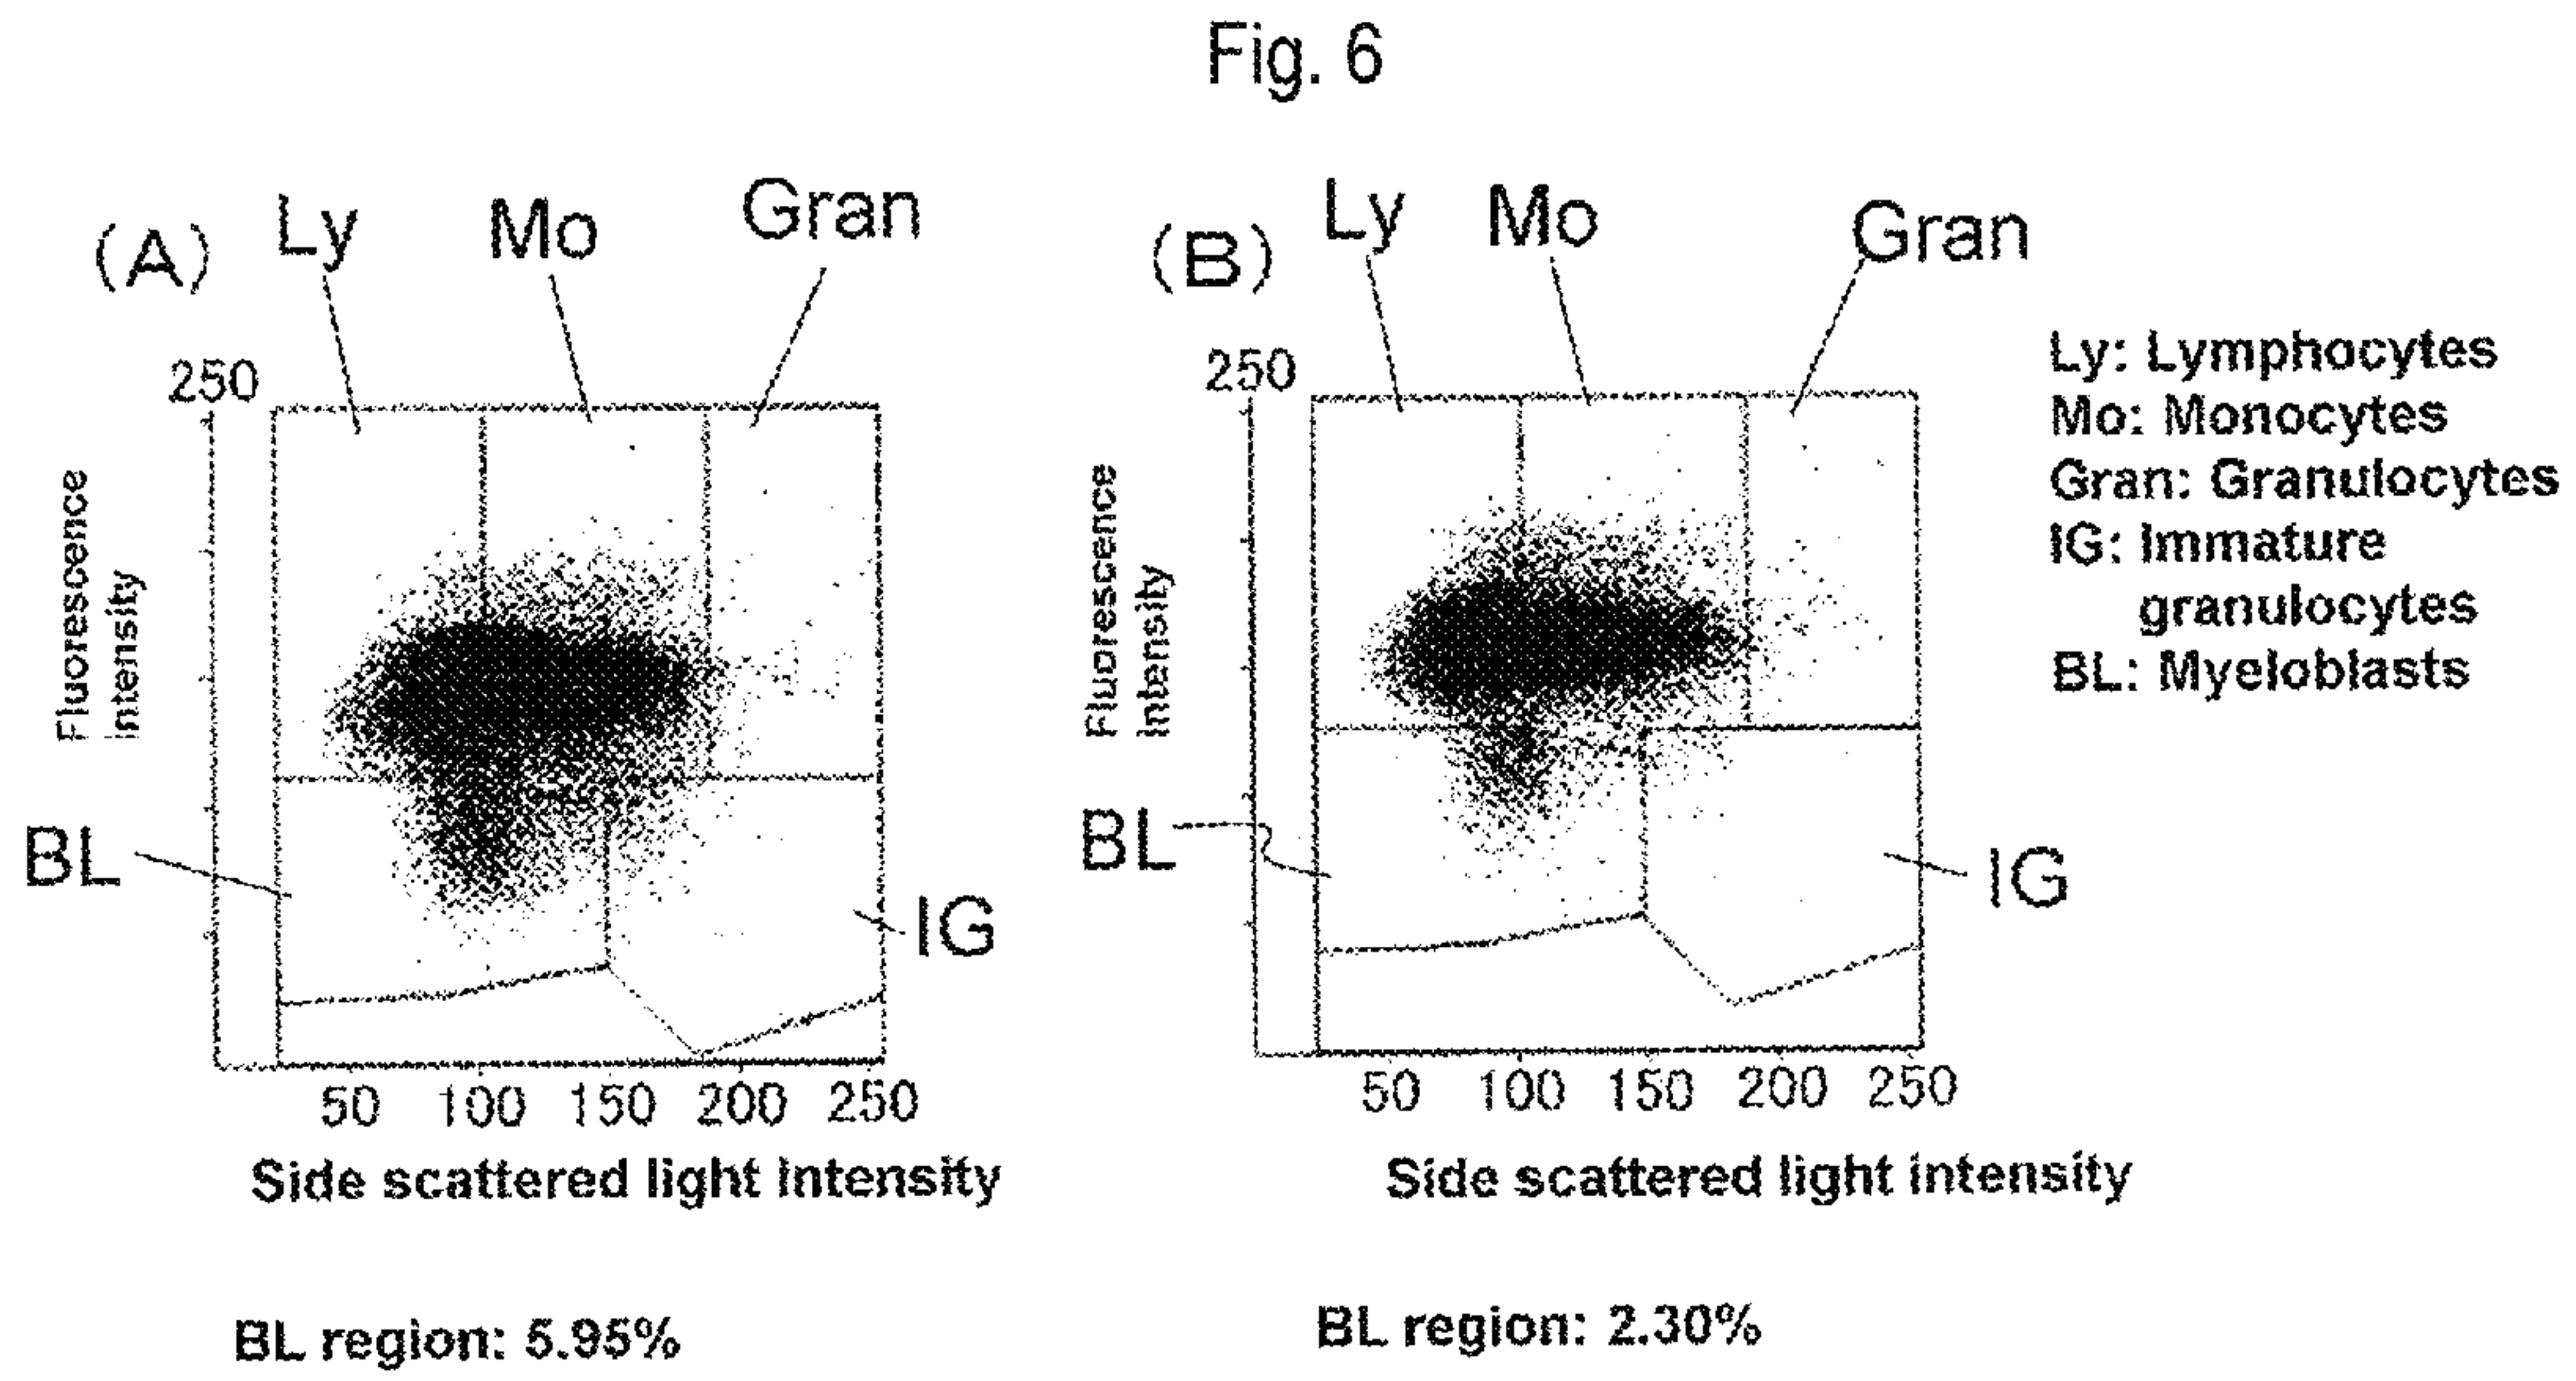 Fig. 6
(A)
Ly
Mo
Gran
250
Fluorescence
Intensity
BL
IG
50 100 150 200 250
Side scattered light intensity
BL region: 5.95%
(B)
Ly
Mo
Gran
250
Fluorescence
Intensity
BL
IG
50 100 150 200 250
Side scattered light intensity
BL region: 2.30%
Ly: Lymphocytes
Mo: Monocytes
Gran: Granulocytes
IG: Immature
granulocytes
BL: Myeloblasts